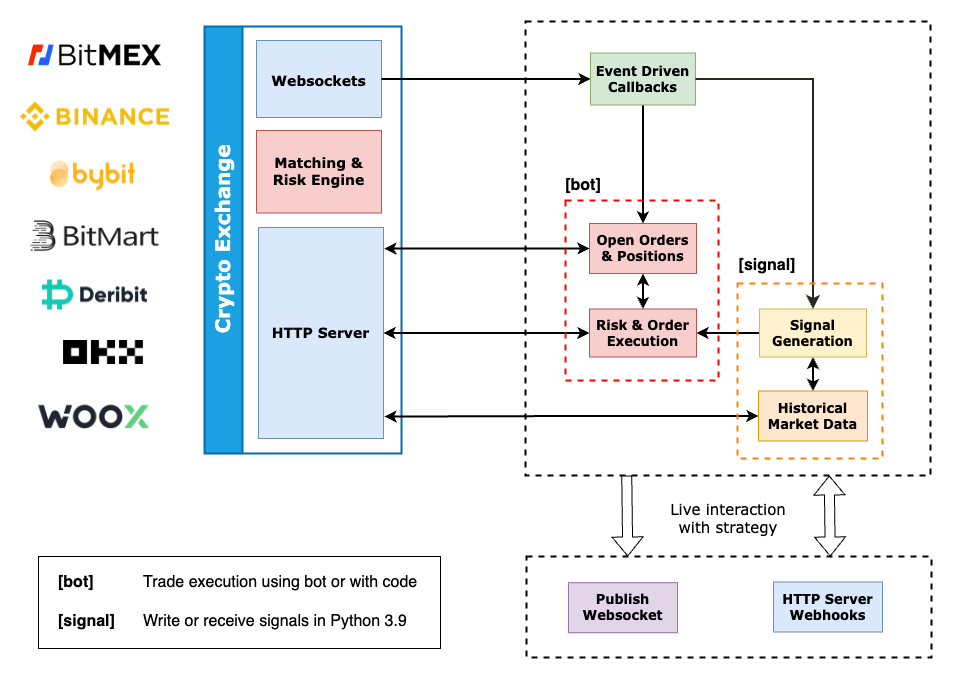 BitMEX
BINANCE
bybit
BitMart
Deribit
OKX
WOOX
Crypto Exchange
Websockets
Matching &
Risk Engine
HTTP Server
Event Driven
Callbacks
[bot]
Open Orders
& Positions
Risk & Order
Execution
[signal]
Signal
Generation
Historical
Market Data
Live interaction
with strategy
Publish
Websocket
HTTP Server
Webhooks
[bot] Trade execution using bot or with code
[signal] Write or receive signals in Python 3.9